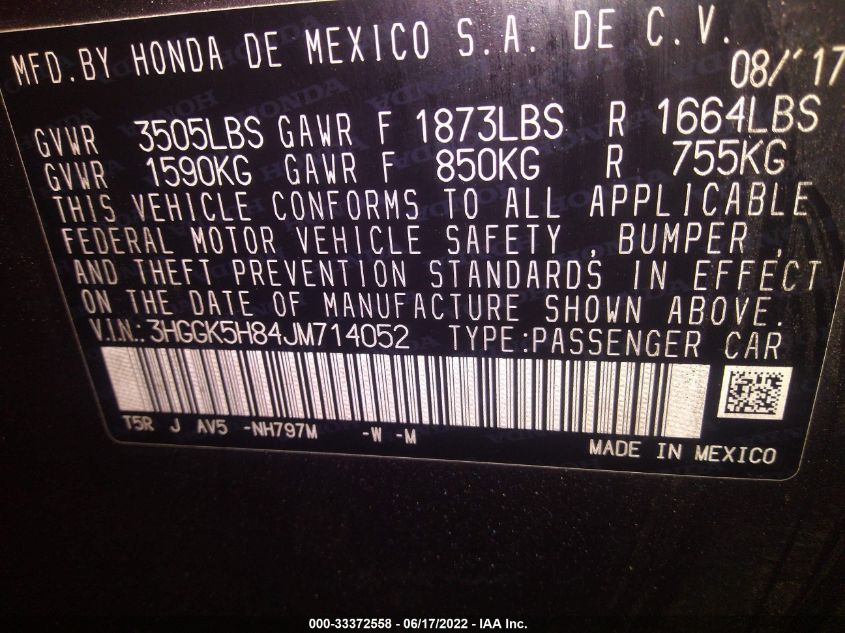 MFD.BY HONDA DE MEXICO S.A. DE C.V.
08/'17
GVWR 3505LBS GAWR F 1873LBS R 1664LBS
GVWR 1590KG GAWR F 850KG R 755KG
THIS VEHICLE CONFORMS TO ALL APPLICABLE
FEDERAL MOTOR VEHICLE SAFETY , BUMPER ,
AND THEFT PREVENTION STANDARDS IN EFFECT
ON THE DATE OF MANUFACTURE SHOWN ABOVE.
V.I.N.: 3HGGK5H84JM714052 TYPE:PASSENGER CAR
T5R J AV5 -NH797M -W -M
MADE IN MEXICO
000-33372558 - 06/17/2022 - IAA Inc.